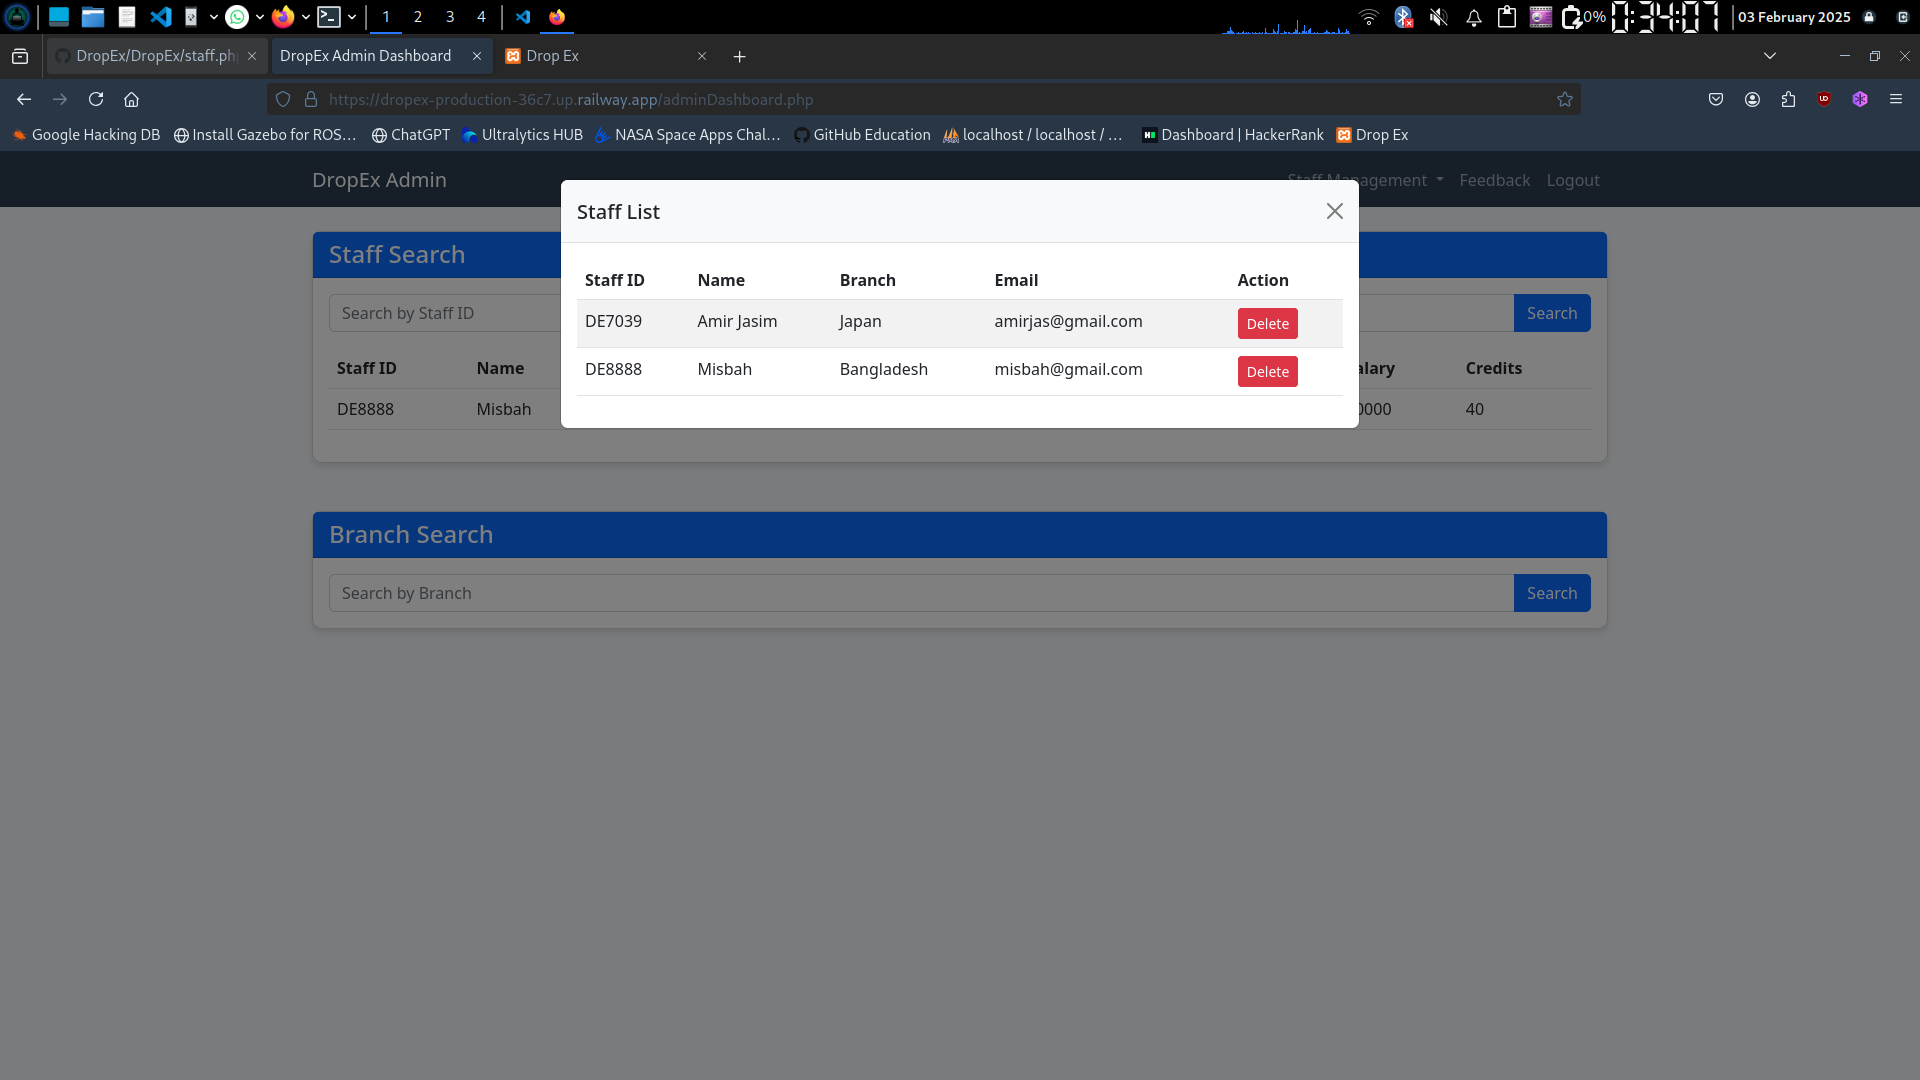 1 2 3 4 0% 0:34:07 03 February 2025
DropEx/DropEx/staff.ph DropEx Admin Dashboard Drop Ex
https://dropex-production-36c7.up.railway.app/adminDashboard.php
Google Hacking DB Install Gazebo for ROS… ChatGPT Ultralytics HUB NASA Space Apps Chal… GitHub Education localhost / localhost / … Dashboard | HackerRank Drop Ex
DropEx Admin Staff Management Feedback Logout
Staff List
Staff Search
Staff ID Name Branch Email Action
Search by Staff ID Search
DE7039 Amir Jasim Japan amirjas@gmail.com Delete
DE8888 Misbah Bangladesh misbah@gmail.com Delete
Staff ID Name alary Credits
DE8888 Misbah 0000 40
Branch Search
Search by Branch Search